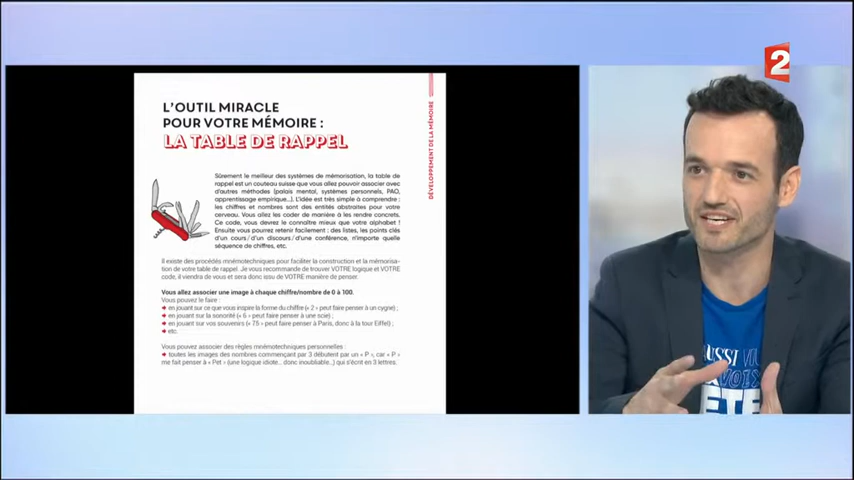 2
L'OUTIL MIRACLE
POUR VOTRE MÉMOIRE :
LA TABLE DE RAPPEL
DÉVELOPPEMENT DE LA MÉMOIRE
Sûrement le meilleur des systèmes de mémorisation, la table de
rappel est un couteau suisse que vous allez pouvoir associer avec
d'autres méthodes (palais mental, systèmes personnels, PAO,
apprentissage empirique...). L'idée est très simple à comprendre :
les chiffres et nombres sont des entités abstraites pour votre
cerveau. Vous allez les coder de manière à les rendre concrets.
Ce code, vous devrez le connaître mieux que votre alphabet !
Ensuite vous pourrez retenir facilement : des listes, les points clés
d'un cours / d'un discours / d'une conférence, n'importe quelle
séquence de chiffres, etc.
Il existe des procédés mnémotechniques pour faciliter la construction et la mémorisa-
tion de votre table de rappel. Je vous recommande de trouver VOTRE logique et VOTRE
code, il viendra de vous et sera donc issu de VOTRE manière de penser.
Vous allez associer une image à chaque chiffre/nombre de 0 à 100.
Vous pouvez le faire :
➜ en jouant sur ce que vous inspire la forme du chiffre (« 2 » peut faire penser à un cygne) ;
➜ en jouant sur la sonorité (« 6 » peut faire penser à une scie) ;
➜ en jouant sur vos souvenirs (« 75 » peut faire penser à Paris, donc à la tour Eiffel) ;
➜ etc.
Vous pouvez associer des règles mnémotechniques personnelles :
➜ toutes les images des nombres commençant par 3 débutent par un « P », car « P »
me fait penser à « Pet » (une logique idiote... donc inoubliable...) qui s'écrit en 3 lettres.
AUSSI
ÊTE